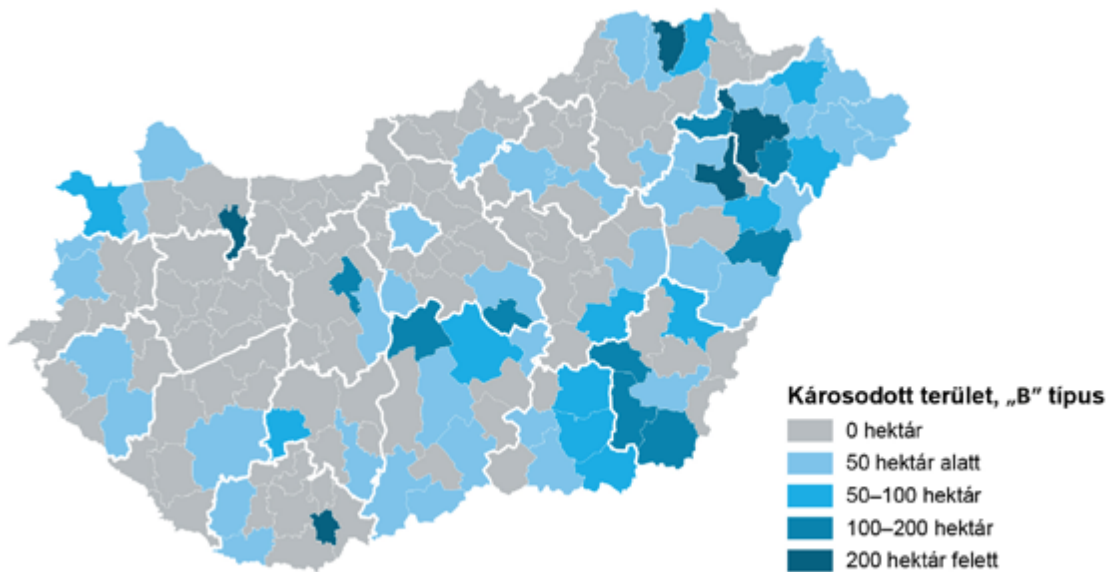 Károsodott terület, „B” típus
0 hektár
50 hektár alatt
50–100 hektár
100–200 hektár
200 hektár felett